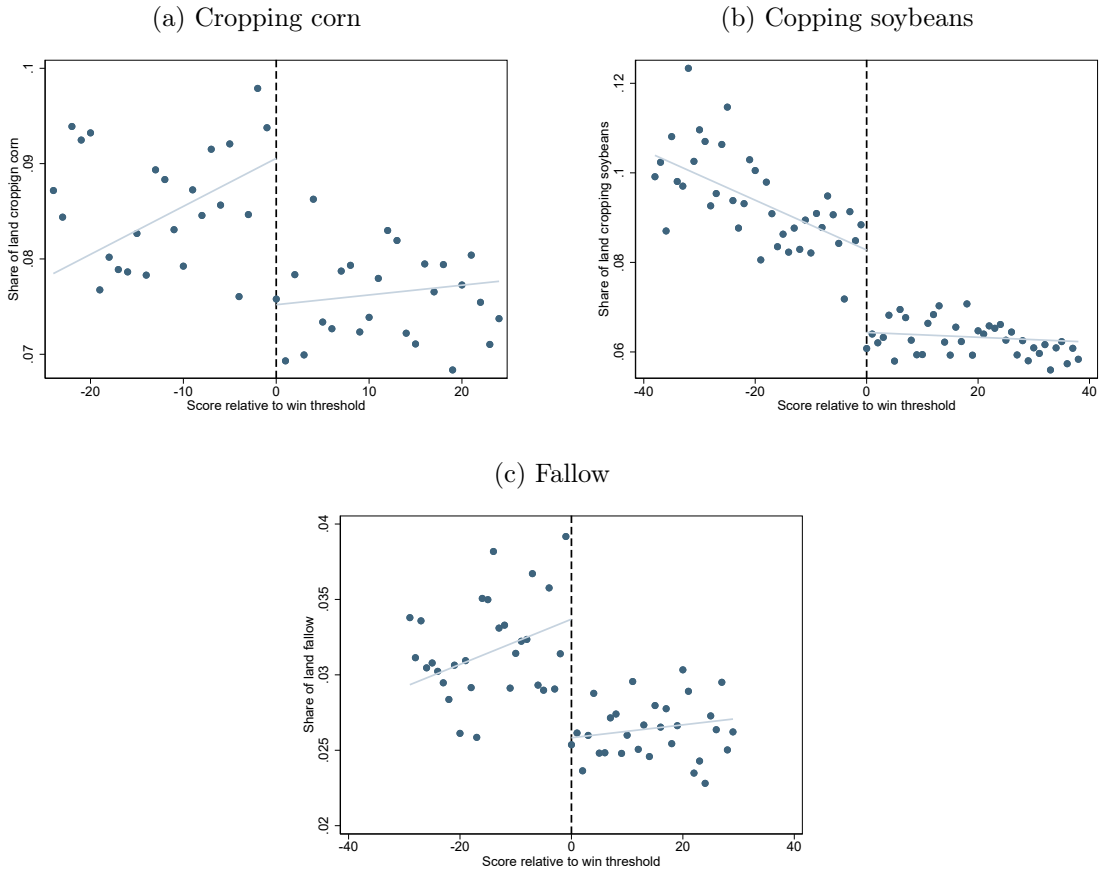 (a) Cropping corn
Share of land croppign corn
.1
.09
.08
.07
-20 -10 0 10 20
Score relative to win threshold
(b) Copping soybeans
Share of land cropping soybeans
.12
.1
.08
.06
-40 -20 0 20 40
Score relative to win threshold
(c) Fallow
Share of land fallow
.04
.035
.03
.025
.02
-40 -20 0 20 40
Score relative to win threshold